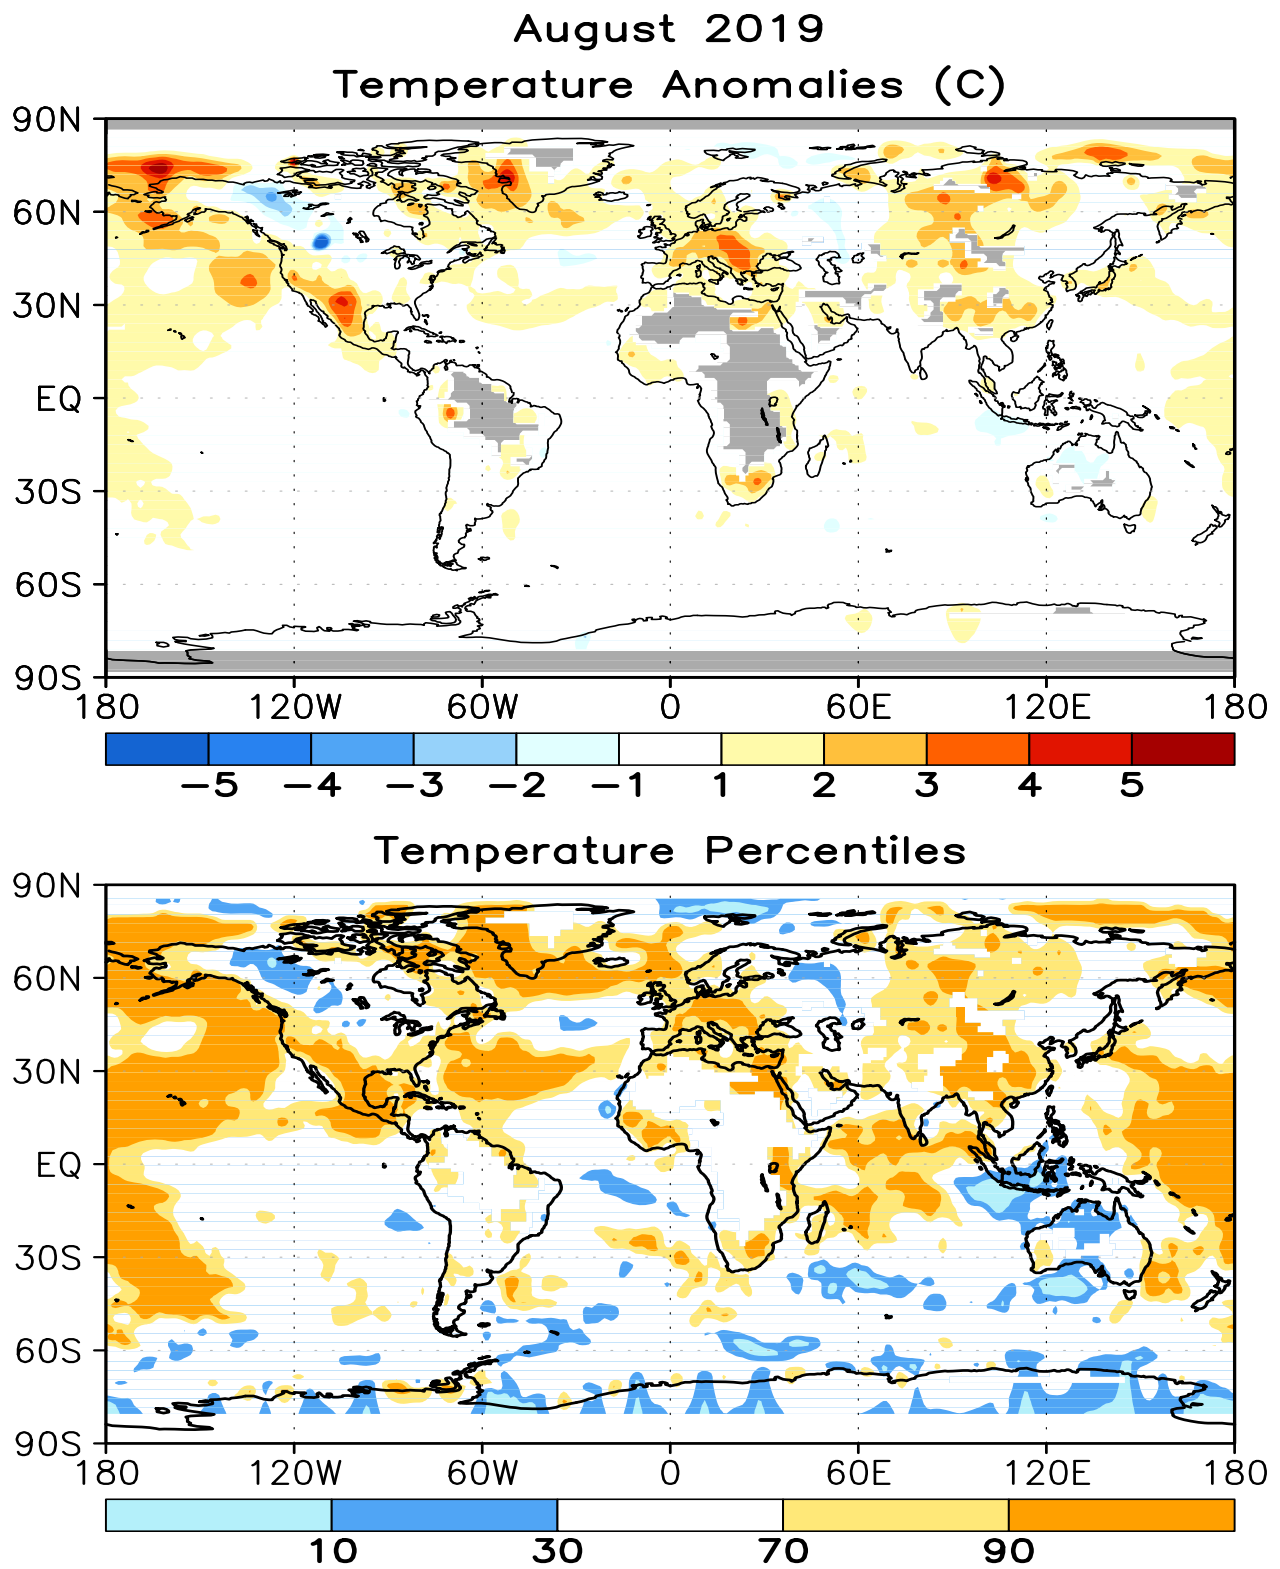 August 2019
Temperature Anomalies (C)
90N
60N
30N
EQ
30S
60S
90S
180 120W 60W 0 60E 120E 180
−5 −4 −3 −2 −1 1 2 3 4 5
Temperature Percentiles
90N
60N
30N
EQ
30S
60S
90S
180 120W 60W 0 60E 120E 180
10 30 70 90